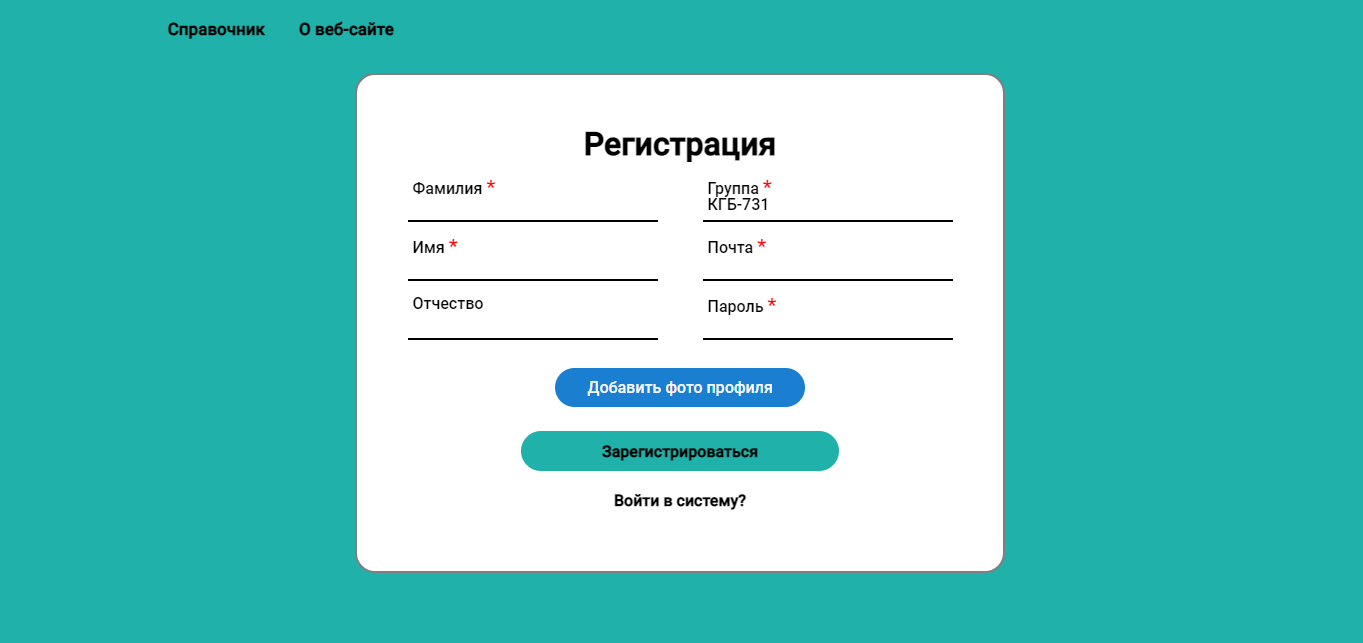 Справочник О веб-сайте
Регистрация
Фамилия *
Группа *
КГБ-731
Имя *
Почта *
Отчество
Пароль *
Добавить фото профиля
Зарегистрироваться
Войти в систему?